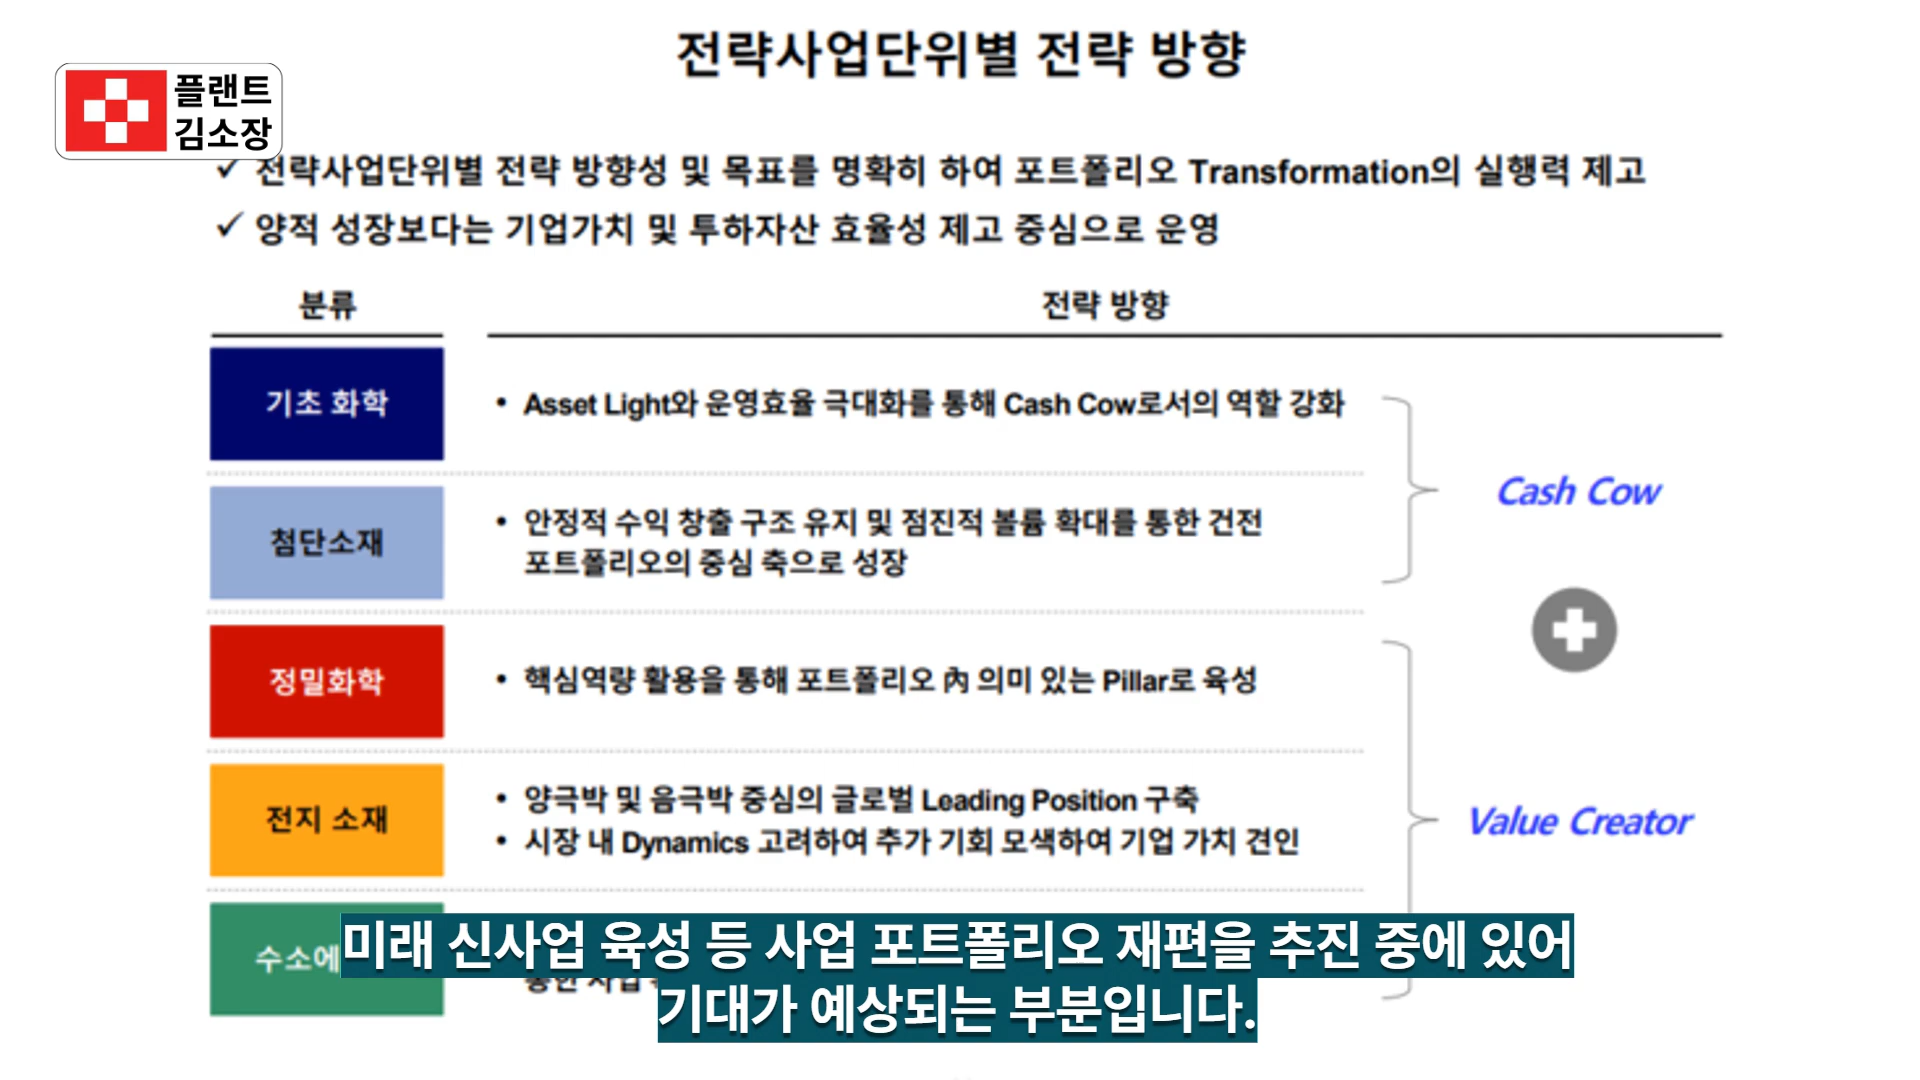 전략사업단위별 전략 방향
플랜트
김소장
✓ 전략사업단위별 전략 방향성 및 목표를 명확히 하여 포트폴리오 Transformation의 실행력 제고
✓ 양적 성장보다는 기업가치 및 투하자산 효율성 제고 중심으로 운영
분류
전략 방향
기초 화학
• Asset Light와 운영효율 극대화를 통해 Cash Cow로서의 역할 강화
첨단소재
• 안정적 수익 창출 구조 유지 및 점진적 볼륨 확대를 통한 건전
포트폴리오의 중심 축으로 성장
Cash Cow
정밀화학
• 핵심역량 활용을 통해 포트폴리오 內 의미 있는 Pillar로 육성
전지 소재
• 양극박 및 음극박 중심의 글로벌 Leading Position 구축
• 시장 내 Dynamics 고려하여 추가 기회 모색하여 기업 가치 견인
Value Creator
수소에
미래 신사업 육성 등 사업 포트폴리오 재편을 추진 중에 있어
기대가 예상되는 부분입니다.